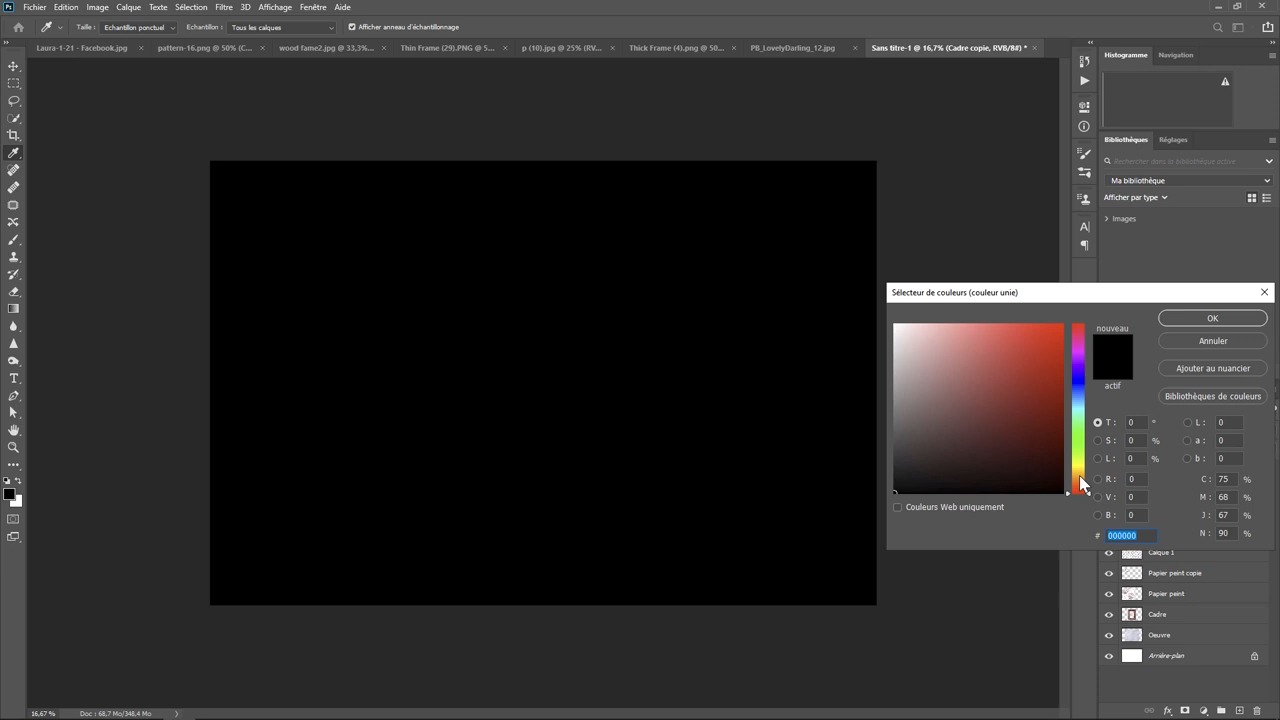 Ps Fichier Edition Image Calque Texte Sélection Filtre 3D Affichage Fenêtre Aide
Taille : Echantillon ponctuel Echantillon : Tous les calques Afficher anneau d'échantillonnage
Laura-1-21 - Facebook.jpg × pattern-16.png @ 50% (C... × wood fame2.jpg @ 33,3%... × Thin Frame (29).PNG @ 5... × p (10).jpg @ 25% (RV... × Thick Frame (4).png @ 50... × PB_LovelyDarling_12.jpg × Sans titre-1 @ 16,7% (Cadre copie, RVB/8#) * ×
Histogramme Navigation
Bibliothèques Réglages
Rechercher dans la bibliothèque active
Ma bibliothèque
Afficher par type
Images
Sélecteur de couleurs (couleur unie)
nouveau
actif
OK
Annuler
Ajouter au nuancier
Bibliothèques de couleurs
T : 0 ° L : 0
S : 0 % a : 0
L : 0 % b : 0
R : 0 C : 75 %
V : 0 M : 68 %
B : 0 J : 67 %
# 000000 N : 90 %
Couleurs Web uniquement
Calque 1
Papier peint copie
Papier peint
Cadre
Oeuvre
Arrière-plan
16,67 % Doc : 68,7 Mo/348,4 Mo